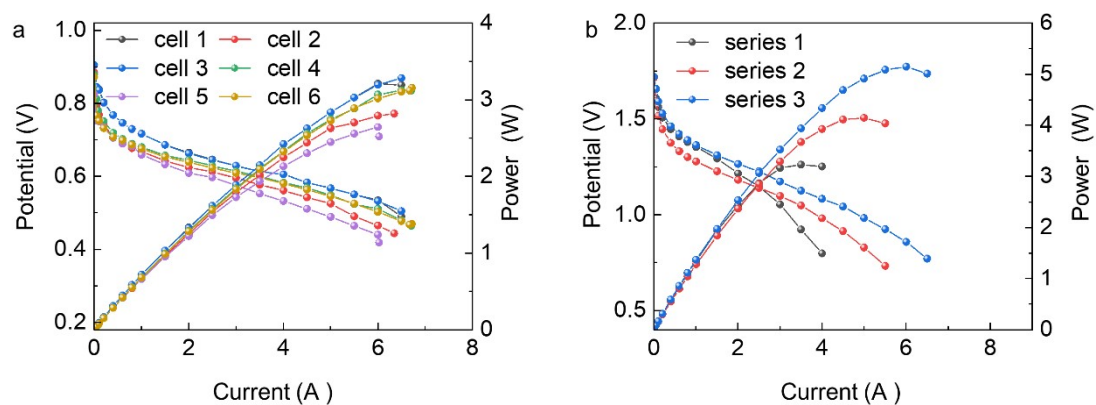 a
cell 1 cell 2
cell 3 cell 4
cell 5 cell 6
Potential (V)
1.0
0.8
0.6
0.4
0.2
0 2 4 6 8
Current (A )
4
3
2
1
0
Power (W)
b
series 1
series 2
series 3
Potential (V)
2.0
1.5
1.0
0.5
0 2 4 6 8
Current (A )
6
5
4
3
2
1
0
Power (W)